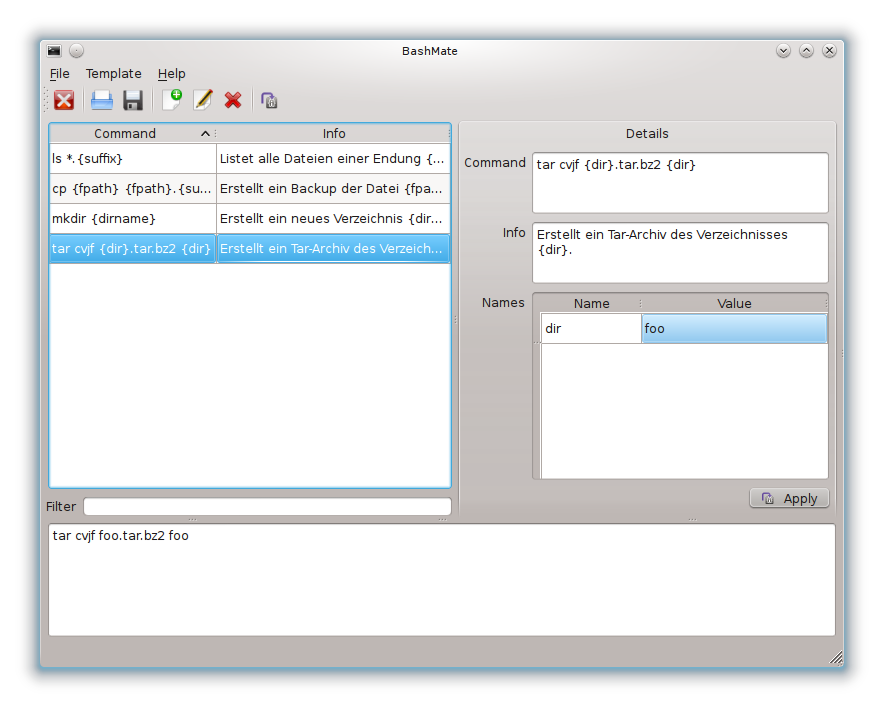 BashMate
File Template Help
Command Info
ls *.{suffix} Listet alle Dateien einer Endung {...
cp {fpath} {fpath}.{su... Erstellt ein Backup der Datei {fpa...
mkdir {dirname} Erstellt ein neues Verzeichnis {dir...
tar cvjf {dir}.tar.bz2 {dir} Erstellt ein Tar-Archiv des Verzeich...
Filter
Details
Command tar cvjf {dir}.tar.bz2 {dir}
Info Erstellt ein Tar-Archiv des Verzeichnisses
{dir}.
Names Name Value
dir foo
Apply
tar cvjf foo.tar.bz2 foo